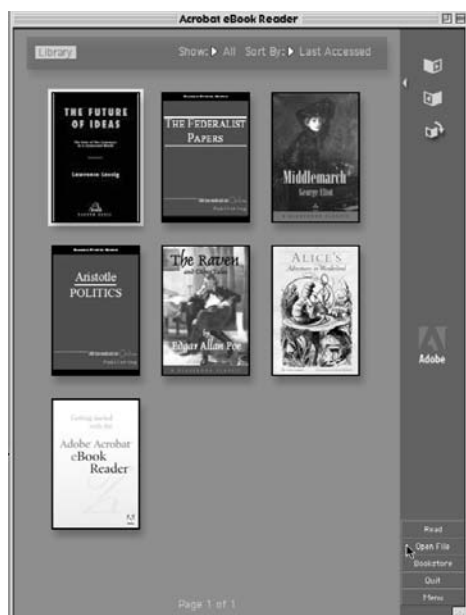 Acrobat eBook Reader
Library
Show: All Sort By: Last Accessed
THE FUTURE
OF IDEAS
Lawrence Lessig
THE FEDERALIST
PAPERS
Middlemarch
George Eliot
Aristotle
POLITICS
The Raven
and Other Tales
Edgar Allan Poe
ALICE'S
Adventures in Wonderland
Getting started
with the
Adobe Acrobat
eBook
Reader
Adobe
Read
Open File
Bookstore
Quit
Menu
Page 1 of 1